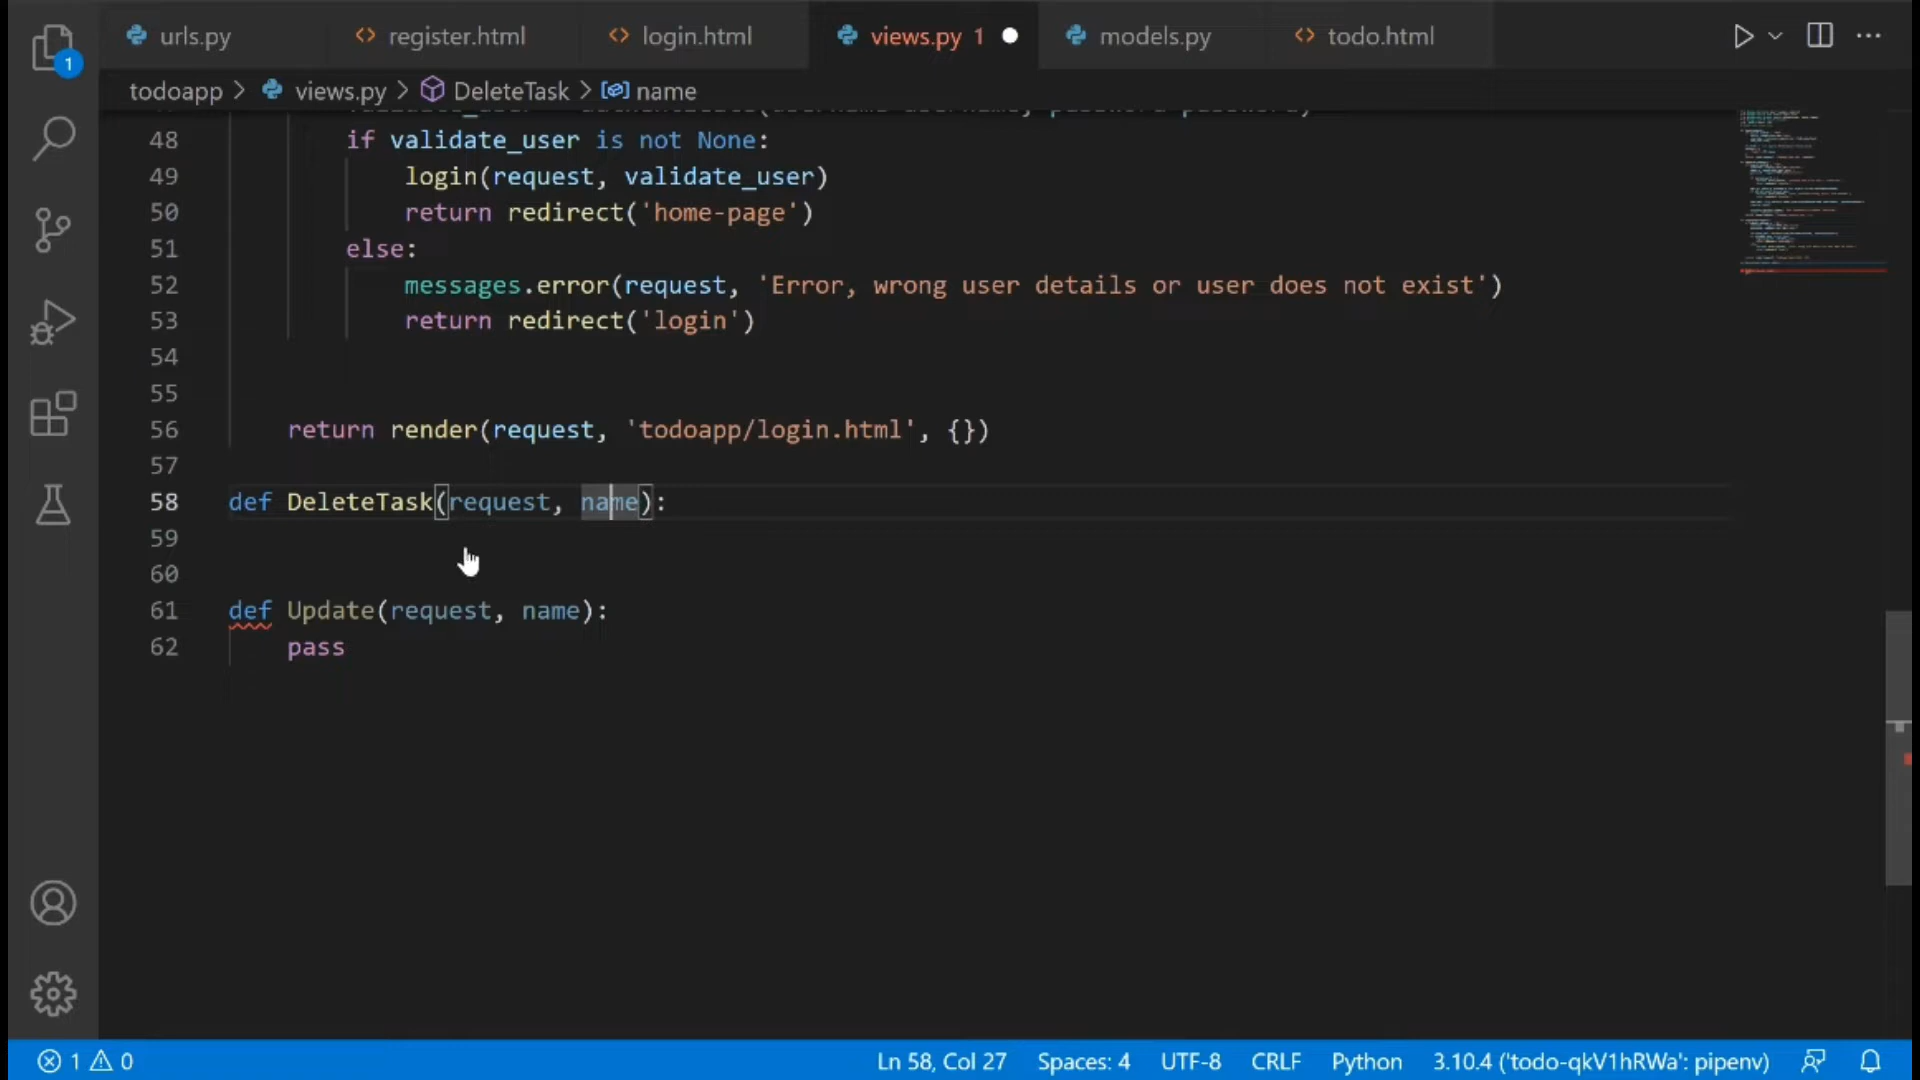 urls.py
register.html
login.html
views.py 1
models.py
todo.html
1
todoapp > views.py > DeleteTask > name
48 if validate_user is not None:
49 login(request, validate_user)
50 return redirect('home-page')
51 else:
52 messages.error(request, 'Error, wrong user details or user does not exist')
53 return redirect('login')
54
55
56 return render(request, 'todoapp/login.html', {})
57
58 def DeleteTask(request, name):
59
60
61 def Update(request, name):
62 pass
1 0
Ln 58, Col 27
Spaces: 4
UTF-8
CRLF
Python
3.10.4 ('todo-qkV1hRWa': pipenv)